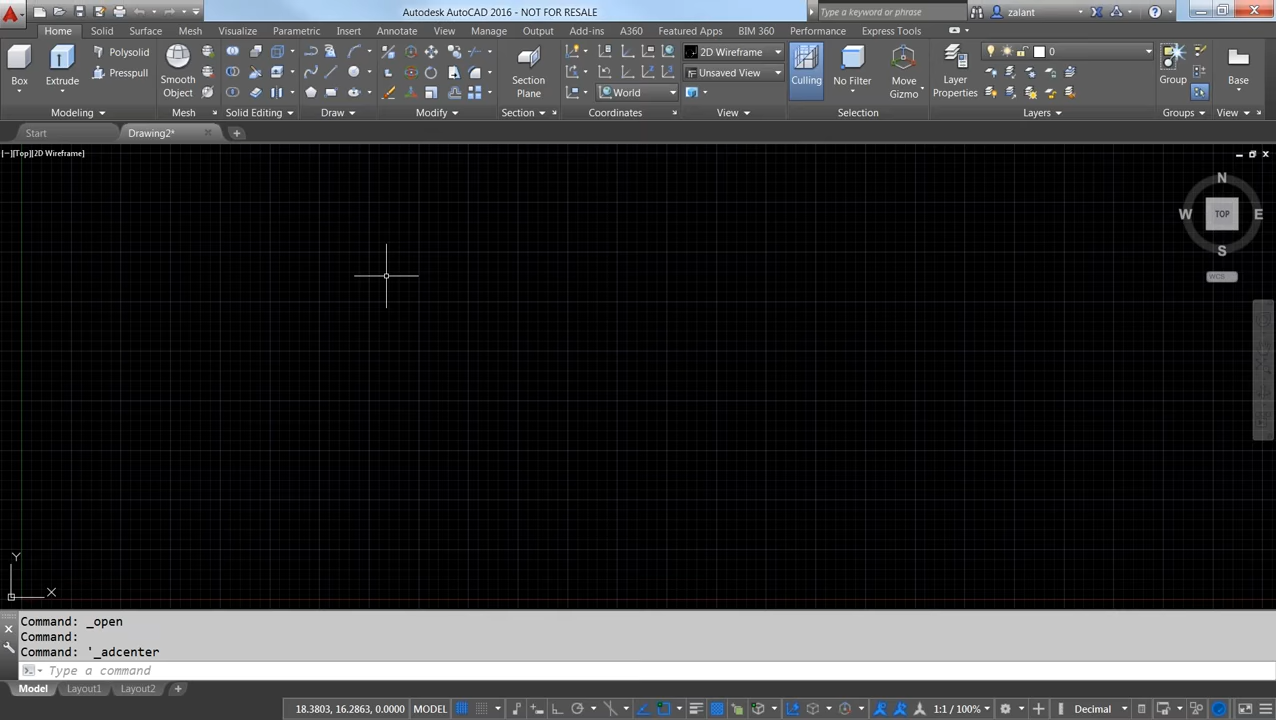 Autodesk AutoCAD 2016 - NOT FOR RESALE
Type a keyword or phrase
zalant
Home Solid Surface Mesh Visualize Parametric Insert Annotate View Manage Output Add-ins A360 Featured Apps BIM 360 Performance Express Tools
Box
Extrude
Polysolid
Presspull
Smooth
Object
Section
Plane
World
2D Wireframe
Unsaved View
Culling
No Filter
Move
Gizmo
Layer
Properties
0
Group
Base
Modeling
Mesh
Solid Editing
Draw
Modify
Section
Coordinates
View
Selection
Layers
Groups
View
Start
Drawing2*
[−][Top][2D Wireframe]
N
W TOP E
S
WCS
Y
X
Command: _open
Command:
Command: '_adcenter
Type a command
Model Layout1 Layout2
18.3803, 16.2863, 0.0000 MODEL 1:1 / 100% Decimal